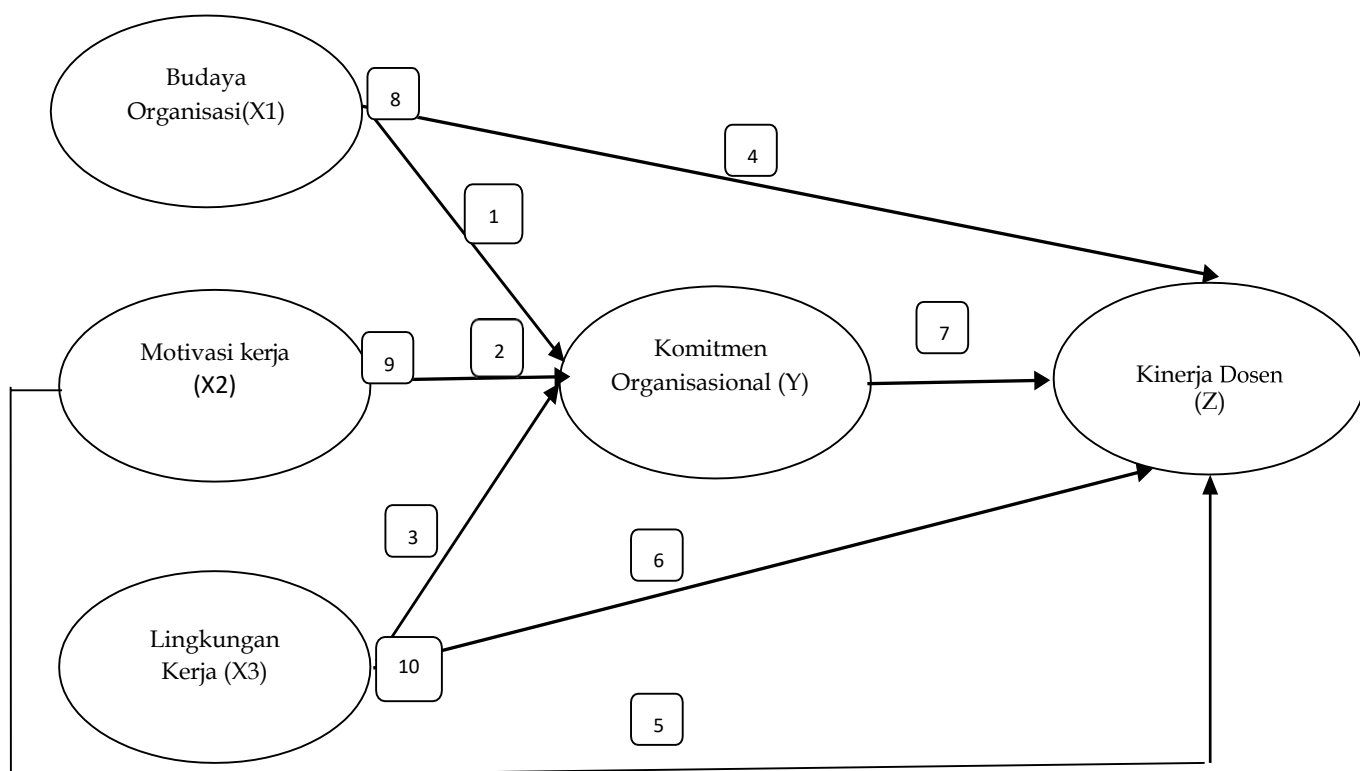 Budaya
Organisasi(X1)
8
4
1
Motivasi kerja
(X2)
9
2
Komitmen
Organisasional (Y)
7
Kinerja Dosen
(Z)
3
6
Lingkungan
Kerja (X3)
10
5